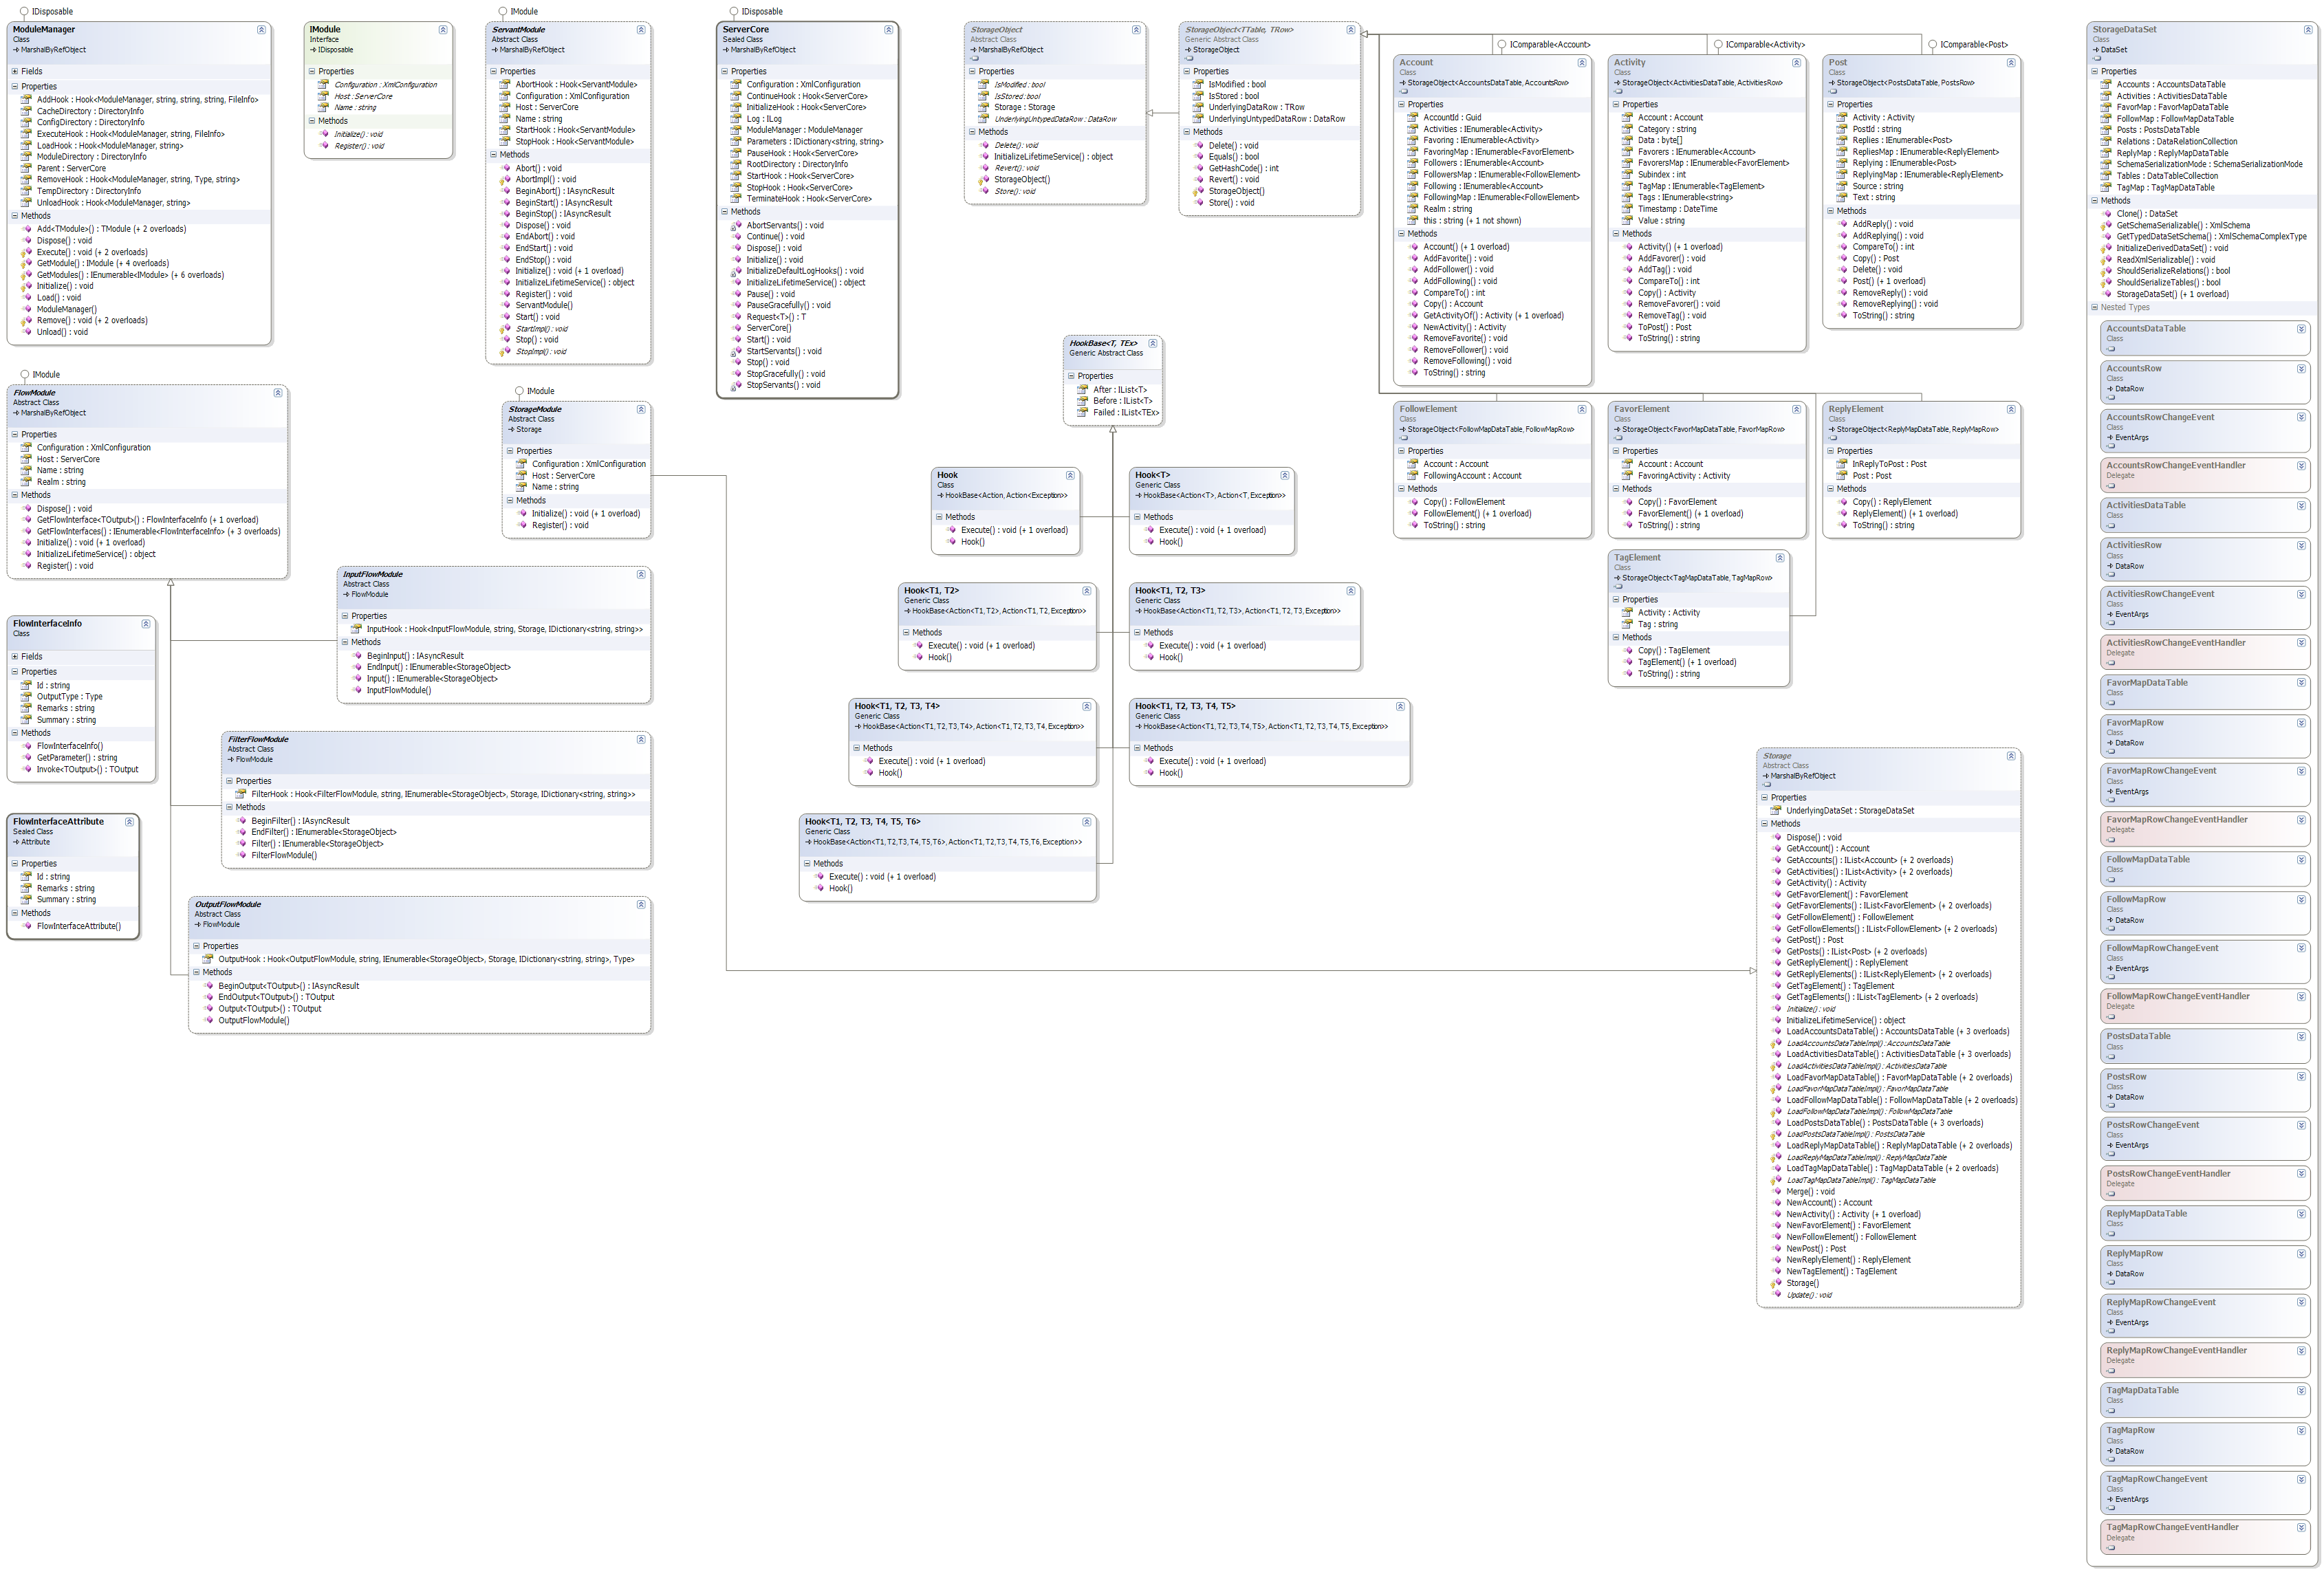 IDisposable
ModuleManager
Class
MarshalByRefObject
Fields
Properties
AddHook : Hook<ModuleManager, string, string, string, FileInfo>
CacheDirectory : DirectoryInfo
ConfigDirectory : DirectoryInfo
ExecuteHook : Hook<ModuleManager, string, FileInfo>
LoadHook : Hook<ModuleManager, string>
ModuleDirectory : DirectoryInfo
Parent : ServerCore
RemoveHook : Hook<ModuleManager, string, Type, string>
TempDirectory : DirectoryInfo
UnloadHook : Hook<ModuleManager, string>
Methods
Add<TModule>() : TModule (+ 2 overloads)
Dispose() : void
Execute() : void (+ 2 overloads)
GetModule() : IModule (+ 4 overloads)
GetModules() : IEnumerable<IModule> (+ 6 overloads)
Initialize() : void
Load() : void
ModuleManager()
Remove() : void (+ 2 overloads)
Unload() : void
IModule
Interface
IDisposable
Properties
Configuration : XmlConfiguration
Host : ServerCore
Name : string
Methods
Initialize() : void
Register() : void
IModule
ServantModule
Abstract Class
MarshalByRefObject
Properties
AbortHook : Hook<ServantModule>
Configuration : XmlConfiguration
Host : ServerCore
Name : string
StartHook : Hook<ServantModule>
StopHook : Hook<ServantModule>
Methods
Abort() : void
AbortImpl() : void
BeginAbort() : IAsyncResult
BeginStart() : IAsyncResult
BeginStop() : IAsyncResult
Dispose() : void
EndAbort() : void
EndStart() : void
EndStop() : void
Initialize() : void (+ 1 overload)
InitializeLifetimeService() : object
Register() : void
ServantModule()
Start() : void
StartImpl() : void
Stop() : void
StopImpl() : void
IDisposable
ServerCore
Sealed Class
MarshalByRefObject
Properties
Configuration : XmlConfiguration
ContinueHook : Hook<ServerCore>
InitializeHook : Hook<ServerCore>
Log : ILog
ModuleManager : ModuleManager
Parameters : IDictionary<string, string>
PauseHook : Hook<ServerCore>
RootDirectory : DirectoryInfo
StartHook : Hook<ServerCore>
StopHook : Hook<ServerCore>
TerminateHook : Hook<ServerCore>
Methods
AbortServants() : void
Continue() : void
Dispose() : void
Initialize() : void
InitializeDefaultLogHooks() : void
InitializeLifetimeService() : object
Pause() : void
PauseGracefully() : void
Request<T>() : T
ServerCore()
Start() : void
StartServants() : void
Stop() : void
StopGracefully() : void
StopServants() : void
StorageObject
Abstract Class
MarshalByRefObject
Properties
IsModified : bool
IsStored : bool
Storage : Storage
UnderlyingUntypedDataRow : DataRow
Methods
Delete() : void
InitializeLifetimeService() : object
Revert() : void
StorageObject()
Store() : void
StorageObject<TTable, TRow>
Generic Abstract Class
StorageObject
Properties
IsModified : bool
IsStored : bool
UnderlyingDataRow : TRow
UnderlyingUntypedDataRow : DataRow
Methods
Delete() : void
Equals() : bool
GetHashCode() : int
Revert() : void
StorageObject()
Store() : void
IComparable<Account>
Account
Class
StorageObject<AccountsDataTable, AccountsRow>
Properties
AccountId : Guid
Activities : IEnumerable<Activity>
Favoring : IEnumerable<Activity>
FavoringMap : IEnumerable<FavorElement>
Followers : IEnumerable<Account>
FollowersMap : IEnumerable<FollowElement>
Following : IEnumerable<Account>
FollowingMap : IEnumerable<FollowElement>
Realm : string
this : string (+ 1 not shown)
Methods
Account() (+ 1 overload)
AddFavorite() : void
AddFollower() : void
AddFollowing() : void
CompareTo() : int
Copy() : Account
GetActivityOf() : Activity (+ 1 overload)
NewActivity() : Activity
RemoveFavorite() : void
RemoveFollower() : void
RemoveFollowing() : void
ToString() : string
IComparable<Activity>
Activity
Class
StorageObject<ActivitiesDataTable, ActivitiesRow>
Properties
Account : Account
Category : string
Data : byte[]
Favorers : IEnumerable<Account>
FavorersMap : IEnumerable<FavorElement>
Subindex : int
TagMap : IEnumerable<TagElement>
Tags : IEnumerable<string>
Timestamp : DateTime
Value : string
Methods
Activity() (+ 1 overload)
AddFavorer() : void
AddTag() : void
CompareTo() : int
Copy() : Activity
RemoveFavorer() : void
RemoveTag() : void
ToPost() : Post
ToString() : string
IComparable<Post>
Post
Class
StorageObject<PostsDataTable, PostsRow>
Properties
Activity : Activity
PostId : string
Replies : IEnumerable<Post>
RepliesMap : IEnumerable<ReplyElement>
Replying : IEnumerable<Post>
ReplyingMap : IEnumerable<ReplyElement>
Source : string
Text : string
Methods
AddReply() : void
AddReplying() : void
CompareTo() : int
Copy() : Post
Delete() : void
Post() (+ 1 overload)
RemoveReply() : void
RemoveReplying() : void
ToString() : string
StorageDataSet
Class
DataSet
Properties
Accounts : AccountsDataTable
Activities : ActivitiesDataTable
FavorMap : FavorMapDataTable
FollowMap : FollowMapDataTable
Posts : PostsDataTable
Relations : DataRelationCollection
ReplyMap : ReplyMapDataTable
SchemaSerializationMode : SchemaSerializationMode
Tables : DataTableCollection
TagMap : TagMapDataTable
Methods
Clone() : DataSet
GetSchemaSerializable() : XmlSchema
GetTypedDataSetSchema() : XmlSchemaComplexType
InitializeDerivedDataSet() : void
ReadXmlSerializable() : void
ShouldSerializeRelations() : bool
ShouldSerializeTables() : bool
StorageDataSet() (+ 1 overload)
Nested Types
AccountsDataTable
Class
AccountsRow
Class
DataRow
AccountsRowChangeEvent
Class
EventArgs
AccountsRowChangeEventHandler
Delegate
ActivitiesDataTable
Class
ActivitiesRow
Class
DataRow
ActivitiesRowChangeEvent
Class
EventArgs
ActivitiesRowChangeEventHandler
Delegate
FavorMapDataTable
Class
FavorMapRow
Class
DataRow
FavorMapRowChangeEvent
Class
EventArgs
FavorMapRowChangeEventHandler
Delegate
FollowMapDataTable
Class
FollowMapRow
Class
DataRow
FollowMapRowChangeEvent
Class
EventArgs
FollowMapRowChangeEventHandler
Delegate
PostsDataTable
Class
PostsRow
Class
DataRow
PostsRowChangeEvent
Class
EventArgs
PostsRowChangeEventHandler
Delegate
ReplyMapDataTable
Class
ReplyMapRow
Class
DataRow
ReplyMapRowChangeEvent
Class
EventArgs
ReplyMapRowChangeEventHandler
Delegate
TagMapDataTable
Class
TagMapRow
Class
DataRow
TagMapRowChangeEvent
Class
EventArgs
TagMapRowChangeEventHandler
Delegate
IModule
FlowModule
Abstract Class
MarshalByRefObject
Properties
Configuration : XmlConfiguration
Host : ServerCore
Name : string
Realm : string
Methods
Dispose() : void
GetFlowInterface<TOutput>() : FlowInterfaceInfo (+ 1 overload)
GetFlowInterfaces() : IEnumerable<FlowInterfaceInfo> (+ 3 overloads)
Initialize() : void (+ 1 overload)
InitializeLifetimeService() : object
Register() : void
IModule
StorageModule
Abstract Class
Storage
Properties
Configuration : XmlConfiguration
Host : ServerCore
Name : string
Methods
Initialize() : void (+ 1 overload)
Register() : void
InputFlowModule
Abstract Class
FlowModule
Properties
InputHook : Hook<InputFlowModule, string, Storage, IDictionary<string, string>>
Methods
BeginInput() : IAsyncResult
EndInput() : IEnumerable<StorageObject>
Input() : IEnumerable<StorageObject>
InputFlowModule()
FlowInterfaceInfo
Class
Fields
Properties
Id : string
OutputType : Type
Remarks : string
Summary : string
Methods
FlowInterfaceInfo()
GetParameter() : string
Invoke<TOutput>() : TOutput
FilterFlowModule
Abstract Class
FlowModule
Properties
FilterHook : Hook<FilterFlowModule, string, IEnumerable<StorageObject>, Storage, IDictionary<string, string>>
Methods
BeginFilter() : IAsyncResult
EndFilter() : IEnumerable<StorageObject>
Filter() : IEnumerable<StorageObject>
FilterFlowModule()
FlowInterfaceAttribute
Sealed Class
Attribute
Properties
Id : string
Remarks : string
Summary : string
Methods
FlowInterfaceAttribute()
OutputFlowModule
Abstract Class
FlowModule
Properties
OutputHook : Hook<OutputFlowModule, string, IEnumerable<StorageObject>, Storage, IDictionary<string, string>, Type>
Methods
BeginOutput<TOutput>() : IAsyncResult
EndOutput<TOutput>() : TOutput
Output<TOutput>() : TOutput
OutputFlowModule()
HookBase<T, TEx>
Generic Abstract Class
Properties
After : IList<T>
Before : IList<T>
Failed : IList<TEx>
Hook
Class
HookBase<Action, Action<Exception>>
Methods
Execute() : void (+ 1 overload)
Hook()
Hook<T>
Generic Class
HookBase<Action<T>, Action<T, Exception>>
Methods
Execute() : void (+ 1 overload)
Hook()
Hook<T1, T2>
Generic Class
HookBase<Action<T1, T2>, Action<T1, T2, Exception>>
Methods
Execute() : void (+ 1 overload)
Hook()
Hook<T1, T2, T3>
Generic Class
HookBase<Action<T1, T2, T3>, Action<T1, T2, T3, Exception>>
Methods
Execute() : void (+ 1 overload)
Hook()
Hook<T1, T2, T3, T4>
Generic Class
HookBase<Action<T1, T2, T3, T4>, Action<T1, T2, T3, T4, Exception>>
Methods
Execute() : void (+ 1 overload)
Hook()
Hook<T1, T2, T3, T4, T5>
Generic Class
HookBase<Action<T1, T2, T3, T4, T5>, Action<T1, T2, T3, T4, T5, Exception>>
Methods
Execute() : void (+ 1 overload)
Hook()
Hook<T1, T2, T3, T4, T5, T6>
Generic Class
HookBase<Action<T1, T2, T3, T4, T5, T6>, Action<T1, T2, T3, T4, T5, T6, Exception>>
Methods
Execute() : void (+ 1 overload)
Hook()
FollowElement
Class
StorageObject<FollowMapDataTable, FollowMapRow>
Properties
Account : Account
FollowingAccount : Account
Methods
Copy() : FollowElement
FollowElement() (+ 1 overload)
ToString() : string
FavorElement
Class
StorageObject<FavorMapDataTable, FavorMapRow>
Properties
Account : Account
FavoringActivity : Activity
Methods
Copy() : FavorElement
FavorElement() (+ 1 overload)
ToString() : string
ReplyElement
Class
StorageObject<ReplyMapDataTable, ReplyMapRow>
Properties
InReplyToPost : Post
Post : Post
Methods
Copy() : ReplyElement
ReplyElement() (+ 1 overload)
ToString() : string
TagElement
Class
StorageObject<TagMapDataTable, TagMapRow>
Properties
Activity : Activity
Tag : string
Methods
Copy() : TagElement
TagElement() (+ 1 overload)
ToString() : string
Storage
Abstract Class
MarshalByRefObject
Properties
UnderlyingDataSet : StorageDataSet
Methods
Dispose() : void
GetAccount() : Account
GetAccounts() : IList<Account> (+ 2 overloads)
GetActivities() : IList<Activity> (+ 2 overloads)
GetActivity() : Activity
GetFavorElement() : FavorElement
GetFavorElements() : IList<FavorElement> (+ 2 overloads)
GetFollowElement() : FollowElement
GetFollowElements() : IList<FollowElement> (+ 2 overloads)
GetPost() : Post
GetPosts() : IList<Post> (+ 2 overloads)
GetReplyElement() : ReplyElement
GetReplyElements() : IList<ReplyElement> (+ 2 overloads)
GetTagElement() : TagElement
GetTagElements() : IList<TagElement> (+ 2 overloads)
Initialize() : void
InitializeLifetimeService() : object
LoadAccountsDataTable() : AccountsDataTable (+ 3 overloads)
LoadAccountsDataTableImpl() : AccountsDataTable
LoadActivitiesDataTable() : ActivitiesDataTable (+ 3 overloads)
LoadActivitiesDataTableImpl() : ActivitiesDataTable
LoadFavorMapDataTable() : FavorMapDataTable (+ 2 overloads)
LoadFavorMapDataTableImpl() : FavorMapDataTable
LoadFollowMapDataTable() : FollowMapDataTable (+ 2 overloads)
LoadFollowMapDataTableImpl() : FollowMapDataTable
LoadPostsDataTable() : PostsDataTable (+ 3 overloads)
LoadPostsDataTableImpl() : PostsDataTable
LoadReplyMapDataTable() : ReplyMapDataTable (+ 2 overloads)
LoadReplyMapDataTableImpl() : ReplyMapDataTable
LoadTagMapDataTable() : TagMapDataTable (+ 2 overloads)
LoadTagMapDataTableImpl() : TagMapDataTable
Merge() : void
NewAccount() : Account
NewActivity() : Activity (+ 1 overload)
NewFavorElement() : FavorElement
NewFollowElement() : FollowElement
NewPost() : Post
NewReplyElement() : ReplyElement
NewTagElement() : TagElement
Storage()
Update() : void